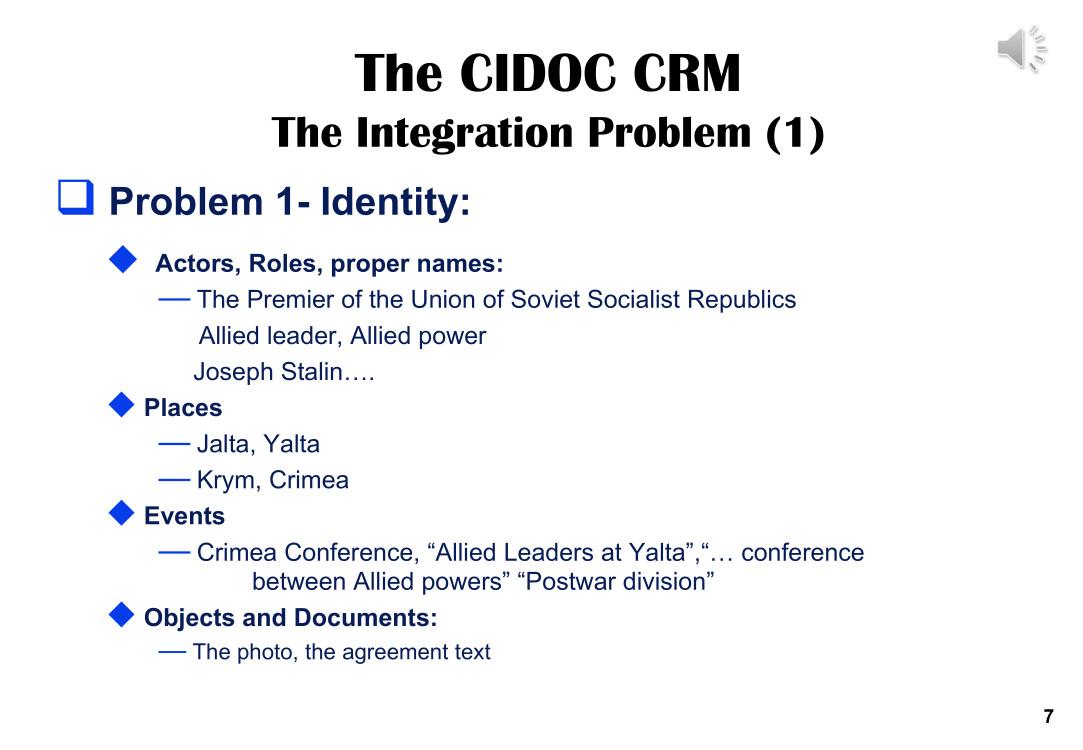 The CIDOC CRM
The Integration Problem (1)
Problem 1- Identity:
Actors, Roles, proper names:
— The Premier of the Union of Soviet Socialist Republics
Allied leader, Allied power
Joseph Stalin….
Places
— Jalta, Yalta
— Krym, Crimea
Events
— Crimea Conference, “Allied Leaders at Yalta”,“… conference
between Allied powers” “Postwar division”
Objects and Documents:
— The photo, the agreement text
7